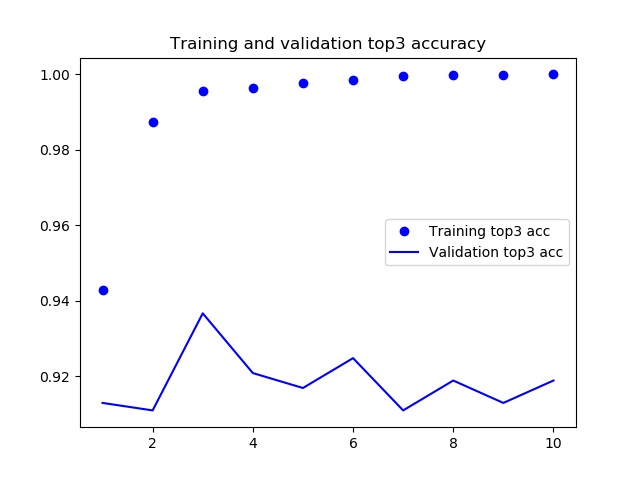 Training and validation top3 accuracy
1.00
0.98
0.96
0.94
0.92
Training top3 acc
Validation top3 acc
2 4 6 8 10